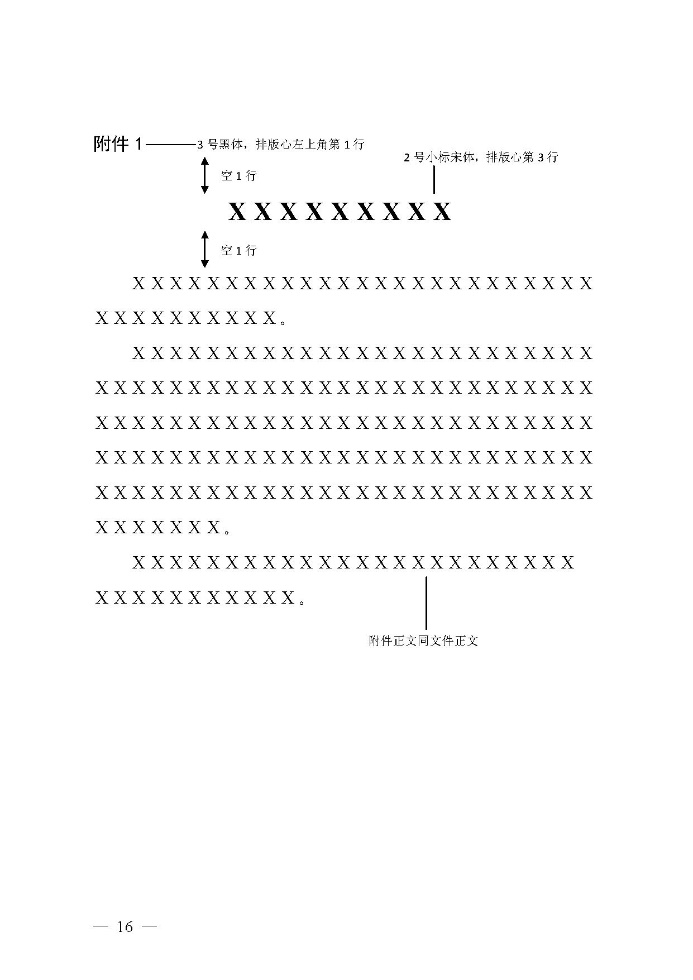 附件 1
3 号黑体，排版心左上角第 1 行
2 号小标宋体，排版心第 3 行
空 1 行
X X X X X X X X X
空 1 行
X X X X X X X X X X X X X X X X X X X X X X X X X
X X X X X X X X X X。
X X X X X X X X X X X X X X X X X X X X X X X X X
X X X X X X X X X X X X X X X X X X X X X X X X X X X
X X X X X X X X X X X X X X X X X X X X X X X X X X X
X X X X X X X X X X X X X X X X X X X X X X X X X X X
X X X X X X X X X X X X X X X X X X X X X X X X X X X
X X X X X X X。
X X X X X X X X X X X X X X X X X X X X X X X X
X X X X X X X X X X X。
附件正文同文件正文
— 16 —